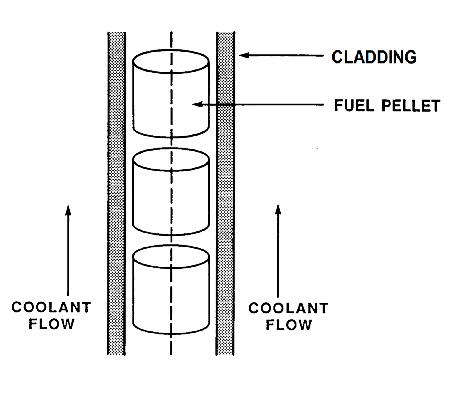 CLADDING
FUEL PELLET
COOLANT
FLOW
COOLANT
FLOW